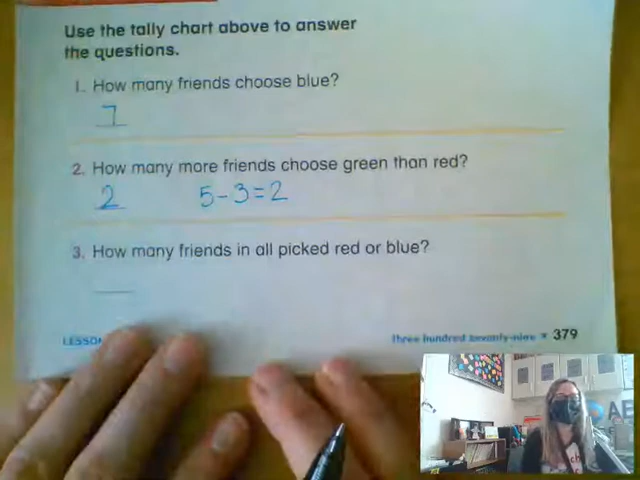 Use the tally chart above to answer
the questions.
1. How many friends choose blue?
7
2. How many more friends choose green than red?
2 5-3=2
3. How many friends in all picked red or blue?
LESSON
three hundred seventy-nine • 379